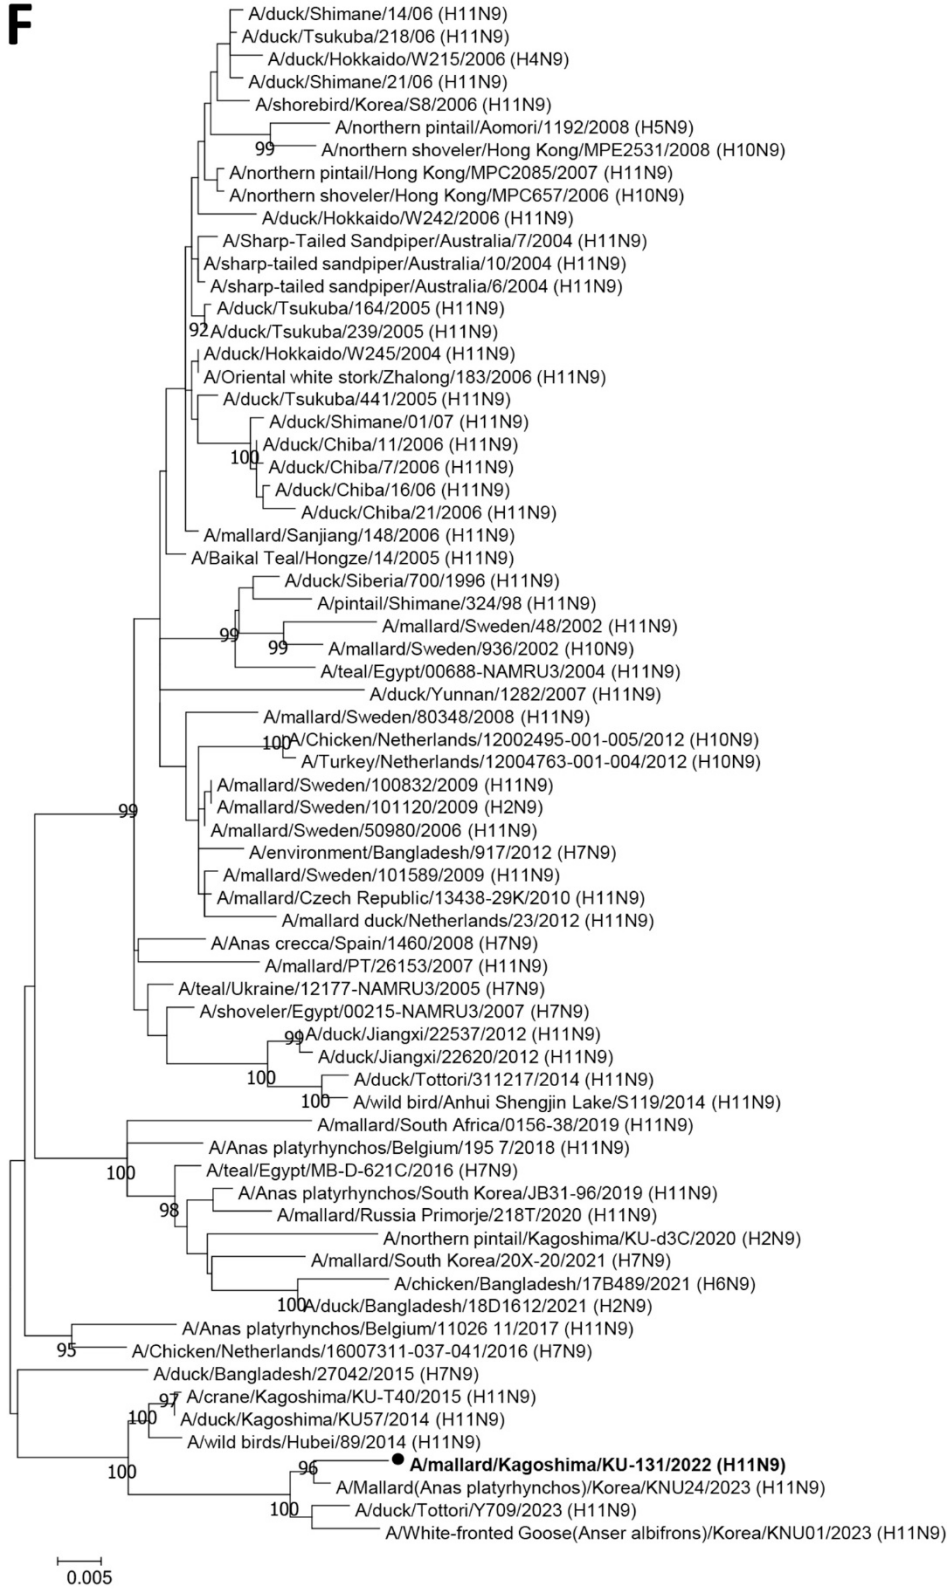 F
A/duck/Shimane/14/06 (H11N9)
A/duck/Tsukuba/218/06 (H11N9)
A/duck/Hokkaido/W215/2006 (H4N9)
A/duck/Shimane/21/06 (H11N9)
A/shorebird/Korea/S8/2006 (H11N9)
A/northern pintail/Aomori/1192/2008 (H5N9)
99 A/northern shoveler/Hong Kong/MPE2531/2008 (H10N9)
A/northern pintail/Hong Kong/MPC2085/2007 (H11N9)
A/northern shoveler/Hong Kong/MPC657/2006 (H10N9)
A/duck/Hokkaido/W242/2006 (H11N9)
A/Sharp-Tailed Sandpiper/Australia/7/2004 (H11N9)
A/sharp-tailed sandpiper/Australia/10/2004 (H11N9)
A/sharp-tailed sandpiper/Australia/6/2004 (H11N9)
A/duck/Tsukuba/164/2005 (H11N9)
92 A/duck/Tsukuba/239/2005 (H11N9)
A/duck/Hokkaido/W245/2004 (H11N9)
A/Oriental white stork/Zhalong/183/2006 (H11N9)
A/duck/Tsukuba/441/2005 (H11N9)
A/duck/Shimane/01/07 (H11N9)
A/duck/Chiba/11/2006 (H11N9)
100 A/duck/Chiba/7/2006 (H11N9)
A/duck/Chiba/16/06 (H11N9)
A/duck/Chiba/21/2006 (H11N9)
A/mallard/Sanjiang/148/2006 (H11N9)
A/Baikal Teal/Hongze/14/2005 (H11N9)
A/duck/Siberia/700/1996 (H11N9)
A/pintail/Shimane/324/98 (H11N9)
A/mallard/Sweden/48/2002 (H11N9)
99 99 A/mallard/Sweden/936/2002 (H10N9)
A/teal/Egypt/00688-NAMRU3/2004 (H11N9)
A/duck/Yunnan/1282/2007 (H11N9)
A/mallard/Sweden/80348/2008 (H11N9)
100 A/Chicken/Netherlands/12002495-001-005/2012 (H10N9)
A/Turkey/Netherlands/12004763-001-004/2012 (H10N9)
A/mallard/Sweden/100832/2009 (H11N9)
A/mallard/Sweden/101120/2009 (H2N9)
99 A/mallard/Sweden/50980/2006 (H11N9)
A/environment/Bangladesh/917/2012 (H7N9)
A/mallard/Sweden/101589/2009 (H11N9)
A/mallard/Czech Republic/13438-29K/2010 (H11N9)
A/mallard duck/Netherlands/23/2012 (H11N9)
A/Anas crecca/Spain/1460/2008 (H7N9)
A/mallard/PT/26153/2007 (H11N9)
A/teal/Ukraine/12177-NAMRU3/2005 (H7N9)
A/shoveler/Egypt/00215-NAMRU3/2007 (H7N9)
99 A/duck/Jiangxi/22537/2012 (H11N9)
A/duck/Jiangxi/22620/2012 (H11N9)
100 A/duck/Tottori/311217/2014 (H11N9)
100 A/wild bird/Anhui Shengjin Lake/S119/2014 (H11N9)
A/mallard/South Africa/0156-38/2019 (H11N9)
A/Anas platyrhynchos/Belgium/195 7/2018 (H11N9)
100 A/teal/Egypt/MB-D-621C/2016 (H7N9)
A/Anas platyrhynchos/South Korea/JB31-96/2019 (H11N9)
98 A/mallard/Russia Primorje/218T/2020 (H11N9)
A/northern pintail/Kagoshima/KU-d3C/2020 (H2N9)
A/mallard/South Korea/20X-20/2021 (H7N9)
A/chicken/Bangladesh/17B489/2021 (H6N9)
100 A/duck/Bangladesh/18D1612/2021 (H2N9)
A/Anas platyrhynchos/Belgium/11026 11/2017 (H11N9)
95 A/Chicken/Netherlands/16007311-037-041/2016 (H7N9)
A/duck/Bangladesh/27042/2015 (H7N9)
97 A/crane/Kagoshima/KU-T40/2015 (H11N9)
100 A/duck/Kagoshima/KU57/2014 (H11N9)
A/wild birds/Hubei/89/2014 (H11N9)
100 96 A/mallard/Kagoshima/KU-131/2022 (H11N9)
A/Mallard(Anas platyrhynchos)/Korea/KNU24/2023 (H11N9)
100 A/duck/Tottori/Y709/2023 (H11N9)
A/White-fronted Goose(Anser albifrons)/Korea/KNU01/2023 (H11N9)
0.005